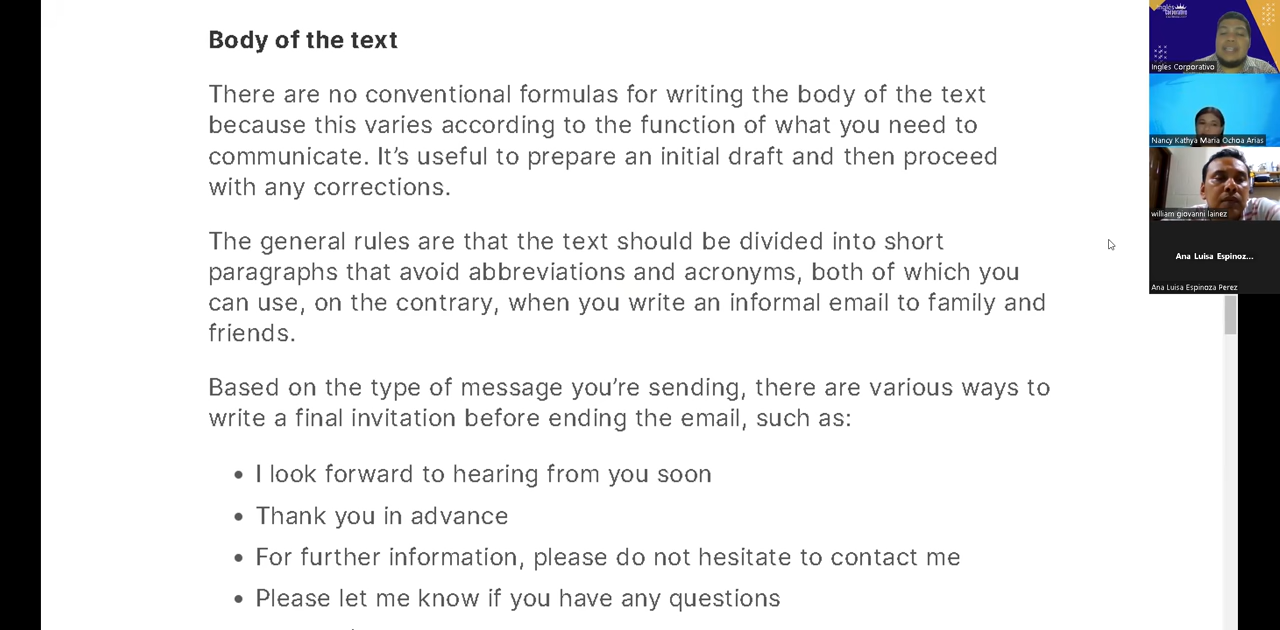 Body of the text
There are no conventional formulas for writing the body of the text
because this varies according to the function of what you need to
communicate. It’s useful to prepare an initial draft and then proceed
with any corrections.
The general rules are that the text should be divided into short
paragraphs that avoid abbreviations and acronyms, both of which you
can use, on the contrary, when you write an informal email to family and
friends.
Based on the type of message you’re sending, there are various ways to
write a final invitation before ending the email, such as:
• I look forward to hearing from you soon
• Thank you in advance
• For further information, please do not hesitate to contact me
• Please let me know if you have any questions
Inglés Corporativo
Nancy Kathya Maria Ochoa Arias
william giovanni lainez
Ana Luisa Espinoz...
Ana Luisa Espinoza Perez